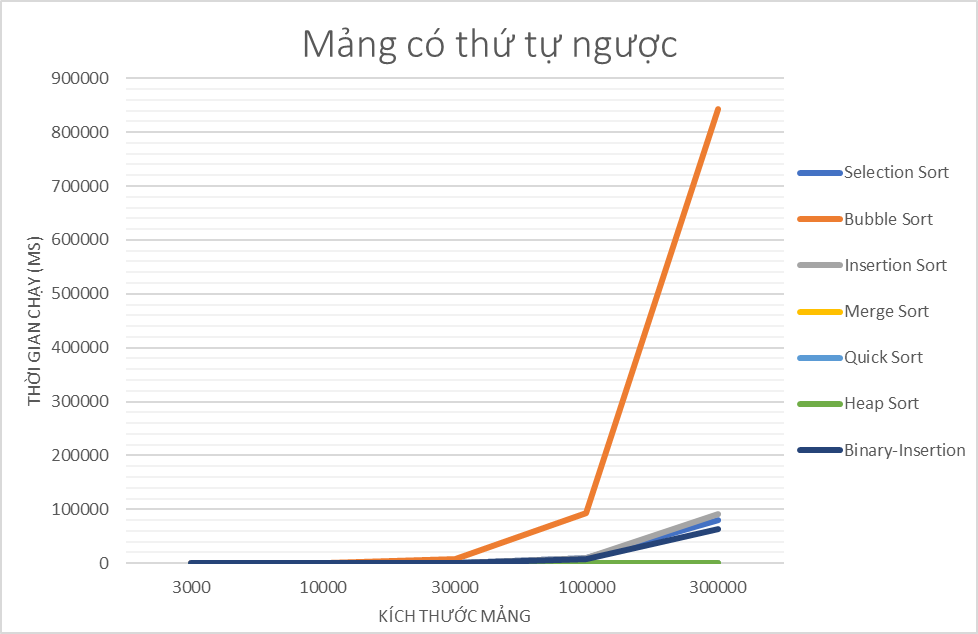 Mảng có thứ tự ngược
900000
800000
700000
600000
500000
400000
300000
200000
100000
0
THỜI GIAN CHẠY (MS)
3000 10000 30000 100000 300000
KÍCH THƯỚC MẢNG
Selection Sort
Bubble Sort
Insertion Sort
Merge Sort
Quick Sort
Heap Sort
Binary-Insertion